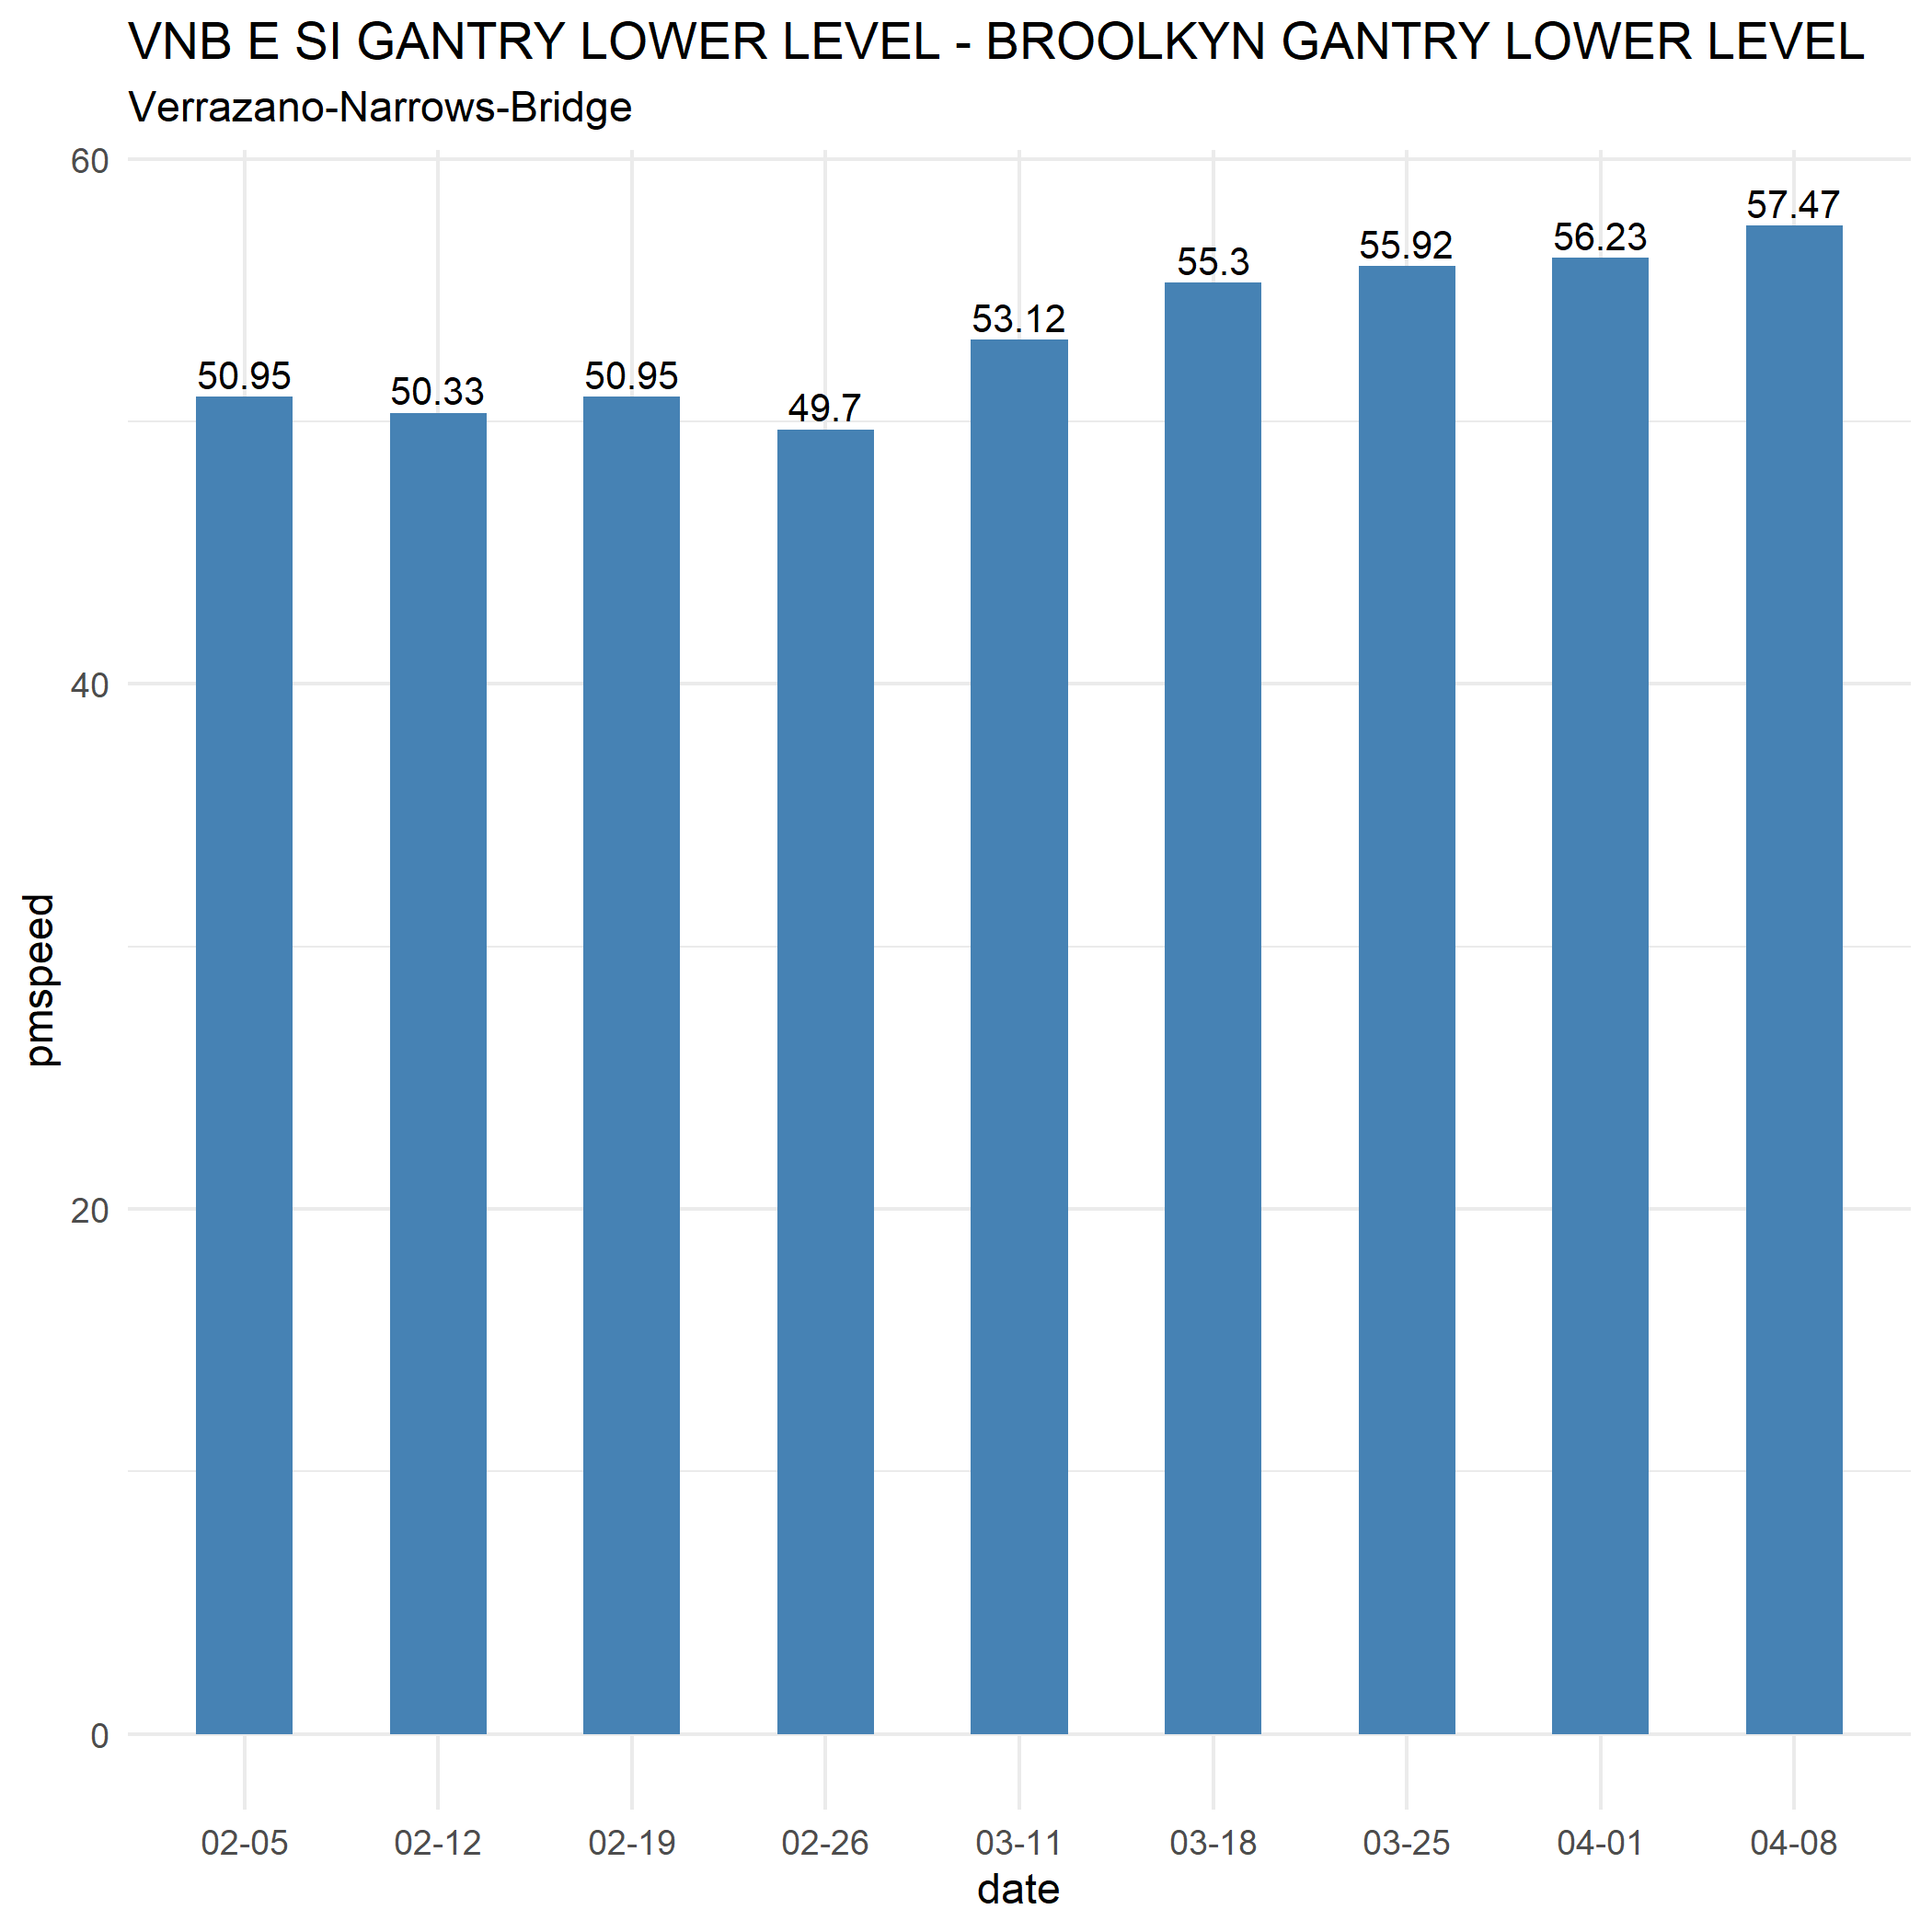 VNB E SI GANTRY LOWER LEVEL - BROOLKYN GANTRY LOWER LEVEL
Verrazano-Narrows-Bridge
60
40
20
0
pmspeed
50.95
50.33
50.95
49.7
53.12
55.3
55.92
56.23
57.47
02-05 02-12 02-19 02-26 03-11 03-18 03-25 04-01 04-08
date